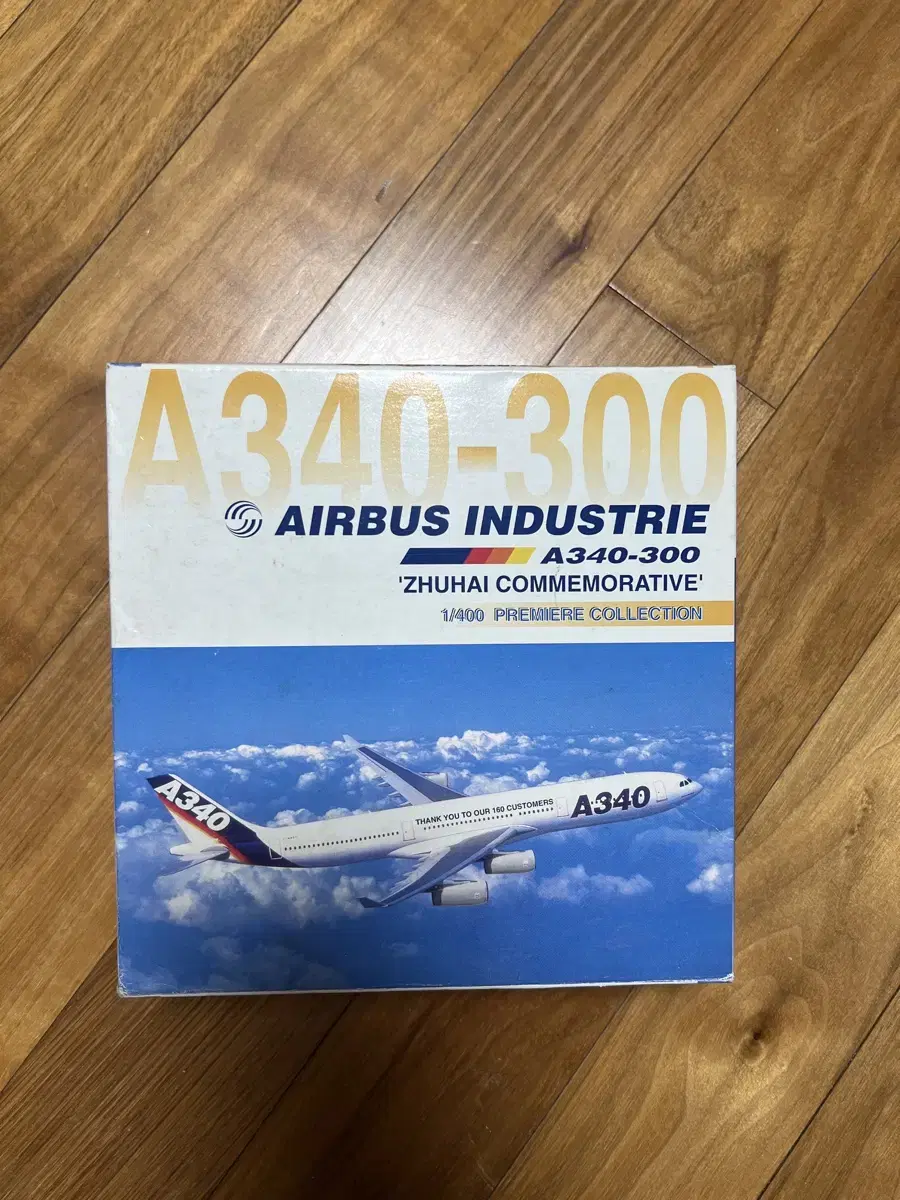 A340-300
AIRBUS INDUSTRIE
A340-300
'ZHUHAI COMMEMORATIVE'
1/400 PREMIERE COLLECTION
A340
THANK YOU TO OUR 160 CUSTOMERS
A340